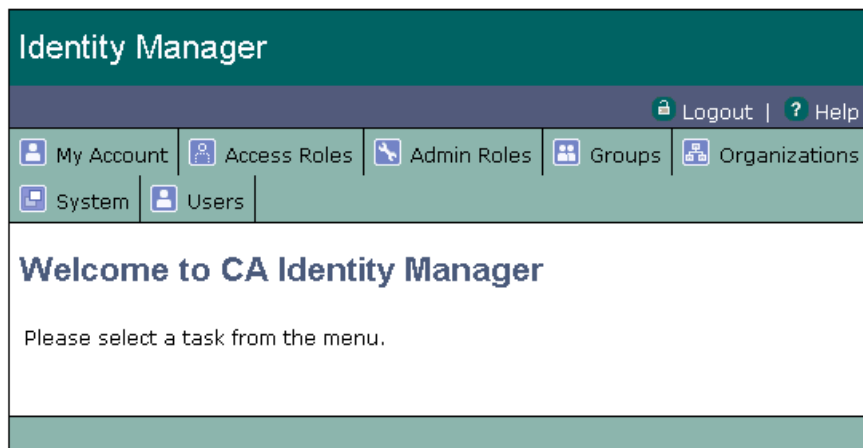 Identity Manager
Logout | ? Help
My Account Access Roles Admin Roles Groups Organizations
System Users
Welcome to CA Identity Manager
Please select a task from the menu.